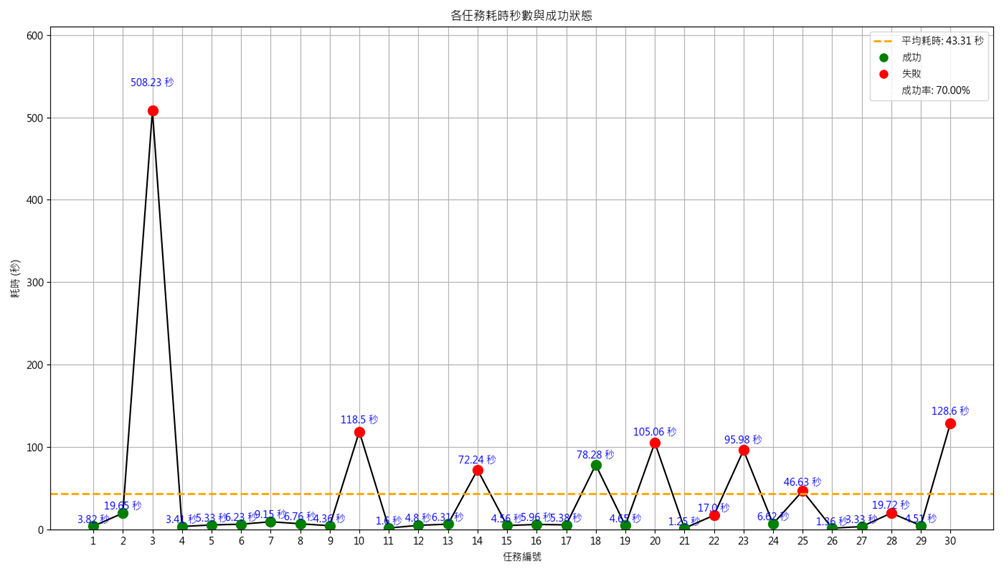 各任務耗時秒數與成功狀態
平均耗時: 43.31 秒
成功
失敗
成功率: 70.00%
耗時 (秒)
600
500
400
300
200
100
0
508.23 秒
118.5 秒
72.24 秒
78.28 秒
105.06 秒
95.98 秒
46.63 秒
128.6 秒
3.82 秒
19.65 秒
3.41 秒
5.33 秒
6.23 秒
9.15 秒
6.76 秒
4.36 秒
4.8 秒
6.31 秒
4.56 秒
5.96 秒
5.38 秒
1.25 秒
17.0 秒
6.62 秒
1.36 秒
3.33 秒
19.72 秒
4.51 秒
1 2 3 4 5 6 7 8 9 10 11 12 13 14 15 16 17 18 19 20 21 22 23 24 25 26 27 28 29 30
任務編號